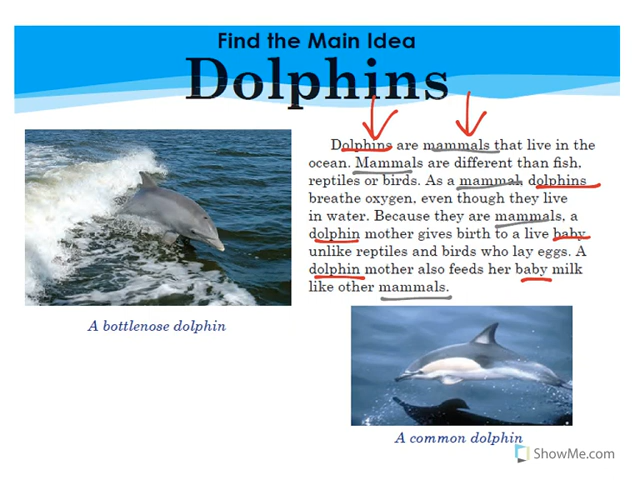 Find the Main Idea
Dolphins
Dolphins are mammals that live in the
ocean. Mammals are different than fish,
reptiles or birds. As a mammal, dolphins
breathe oxygen, even though they live
in water. Because they are mammals, a
dolphin mother gives birth to a live baby
unlike reptiles and birds who lay eggs. A
dolphin mother also feeds her baby milk
like other mammals.
A bottlenose dolphin
A common dolphin
ShowMe.com